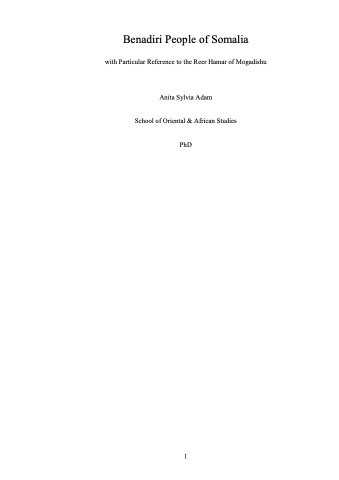 Benadiri People of Somalia
with Particular Reference to the Reer Hamar of Mogadishu
Anita Sylvia Adam
School of Oriental & African Studies
PhD
1